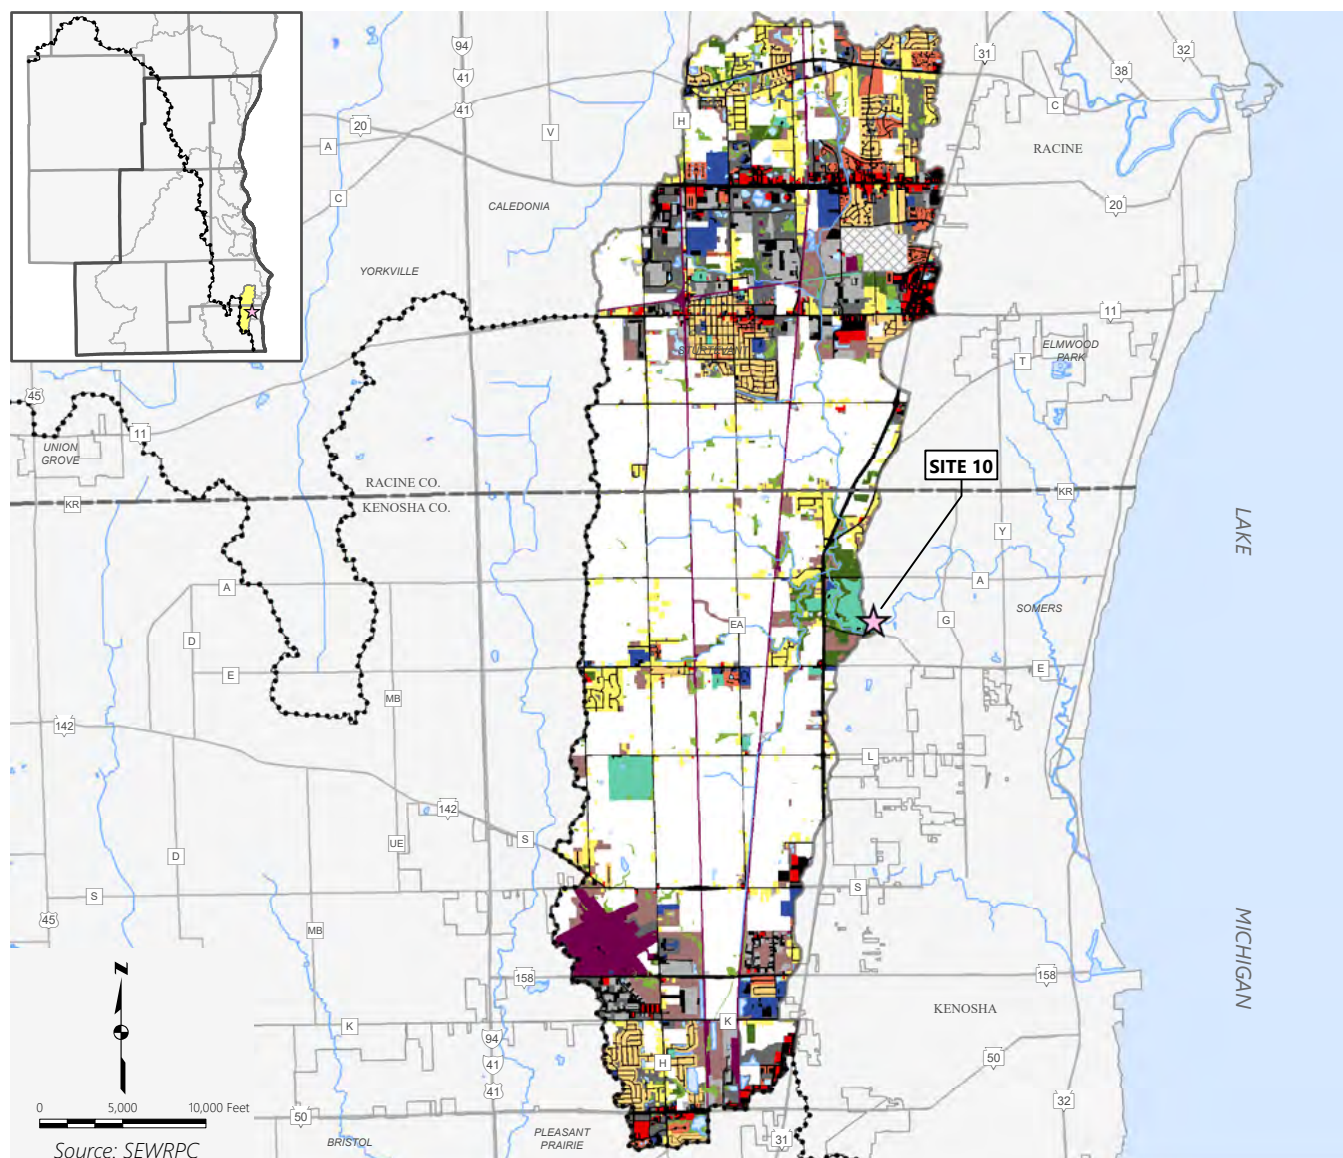 94
41
41
31
32
38
C
20
V
H
A
RACINE
C
20
CALEDONIA
YORKVILLE
11
ELMWOOD
PARK
T
STURTEVANT
45
11
UNION
GROVE
SITE 10
RACINE CO.
KENOSHA CO.
KR
KR
LAKE
Y
A
A
SOMERS
D
G
EA
E
E
MB
142
L
142
S
UE
D
S
S
45
MB
MICHIGAN
158
158
KENOSHA
K
K
94
41
41
H
50
N
0 5,000 10,000 Feet
50
32
BRISTOL
PLEASANT
PRAIRIE
31
Source: SEWRPC